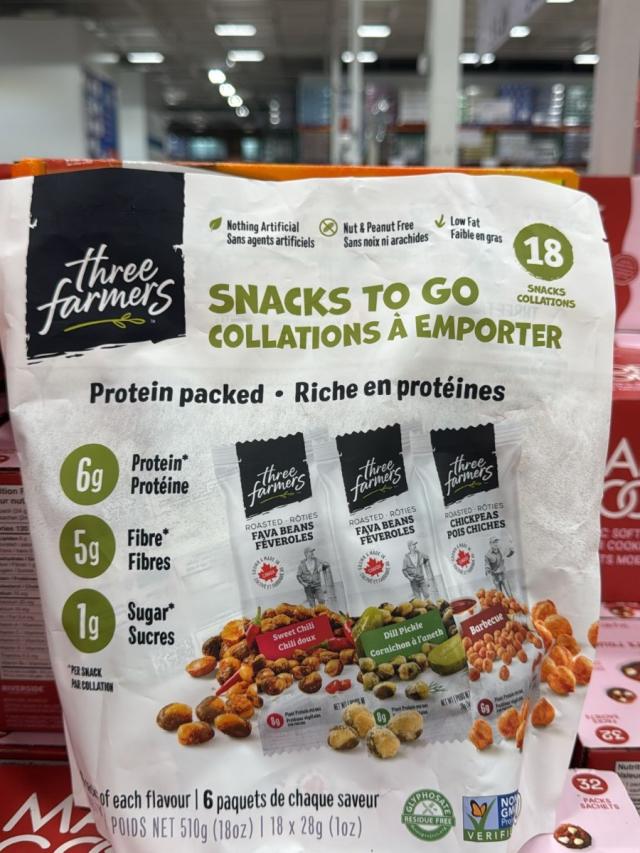 three
farmers
Nothing Artificial
Sans agents artificiels
Nut & Peanut Free
Sans noix ni arachides
Low Fat
Faible en gras
18
SNACKS
COLLATIONS
SNACKS TO GO
COLLATIONS À EMPORTER
Protein packed • Riche en protéines
6g
Protein*
Protéine
5g
Fibre*
Fibres
1g
Sugar*
Sucres
*PER SNACK
PAR COLLATION
three
farmers
ROASTED · RÔTIES
FAVA BEANS
FÉVEROLES
Sweet Chili
Chili doux
three
farmers
ROASTED · RÔTIES
FAVA BEANS
FÉVEROLES
Dill Pickle
Cornichon à l'aneth
three
farmers
ROASTED · RÔTIES
CHICKPEAS
POIS CHICHES
Barbecue
of each flavour | 6 paquets de chaque saveur
POIDS NET 510g (18oz) | 18 x 28g (1oz)
GLYPHOSATE
RESIDUE FREE
NON
GMO
VERIFI
RIVERSIDE
32
32
PACKS
SACHETS